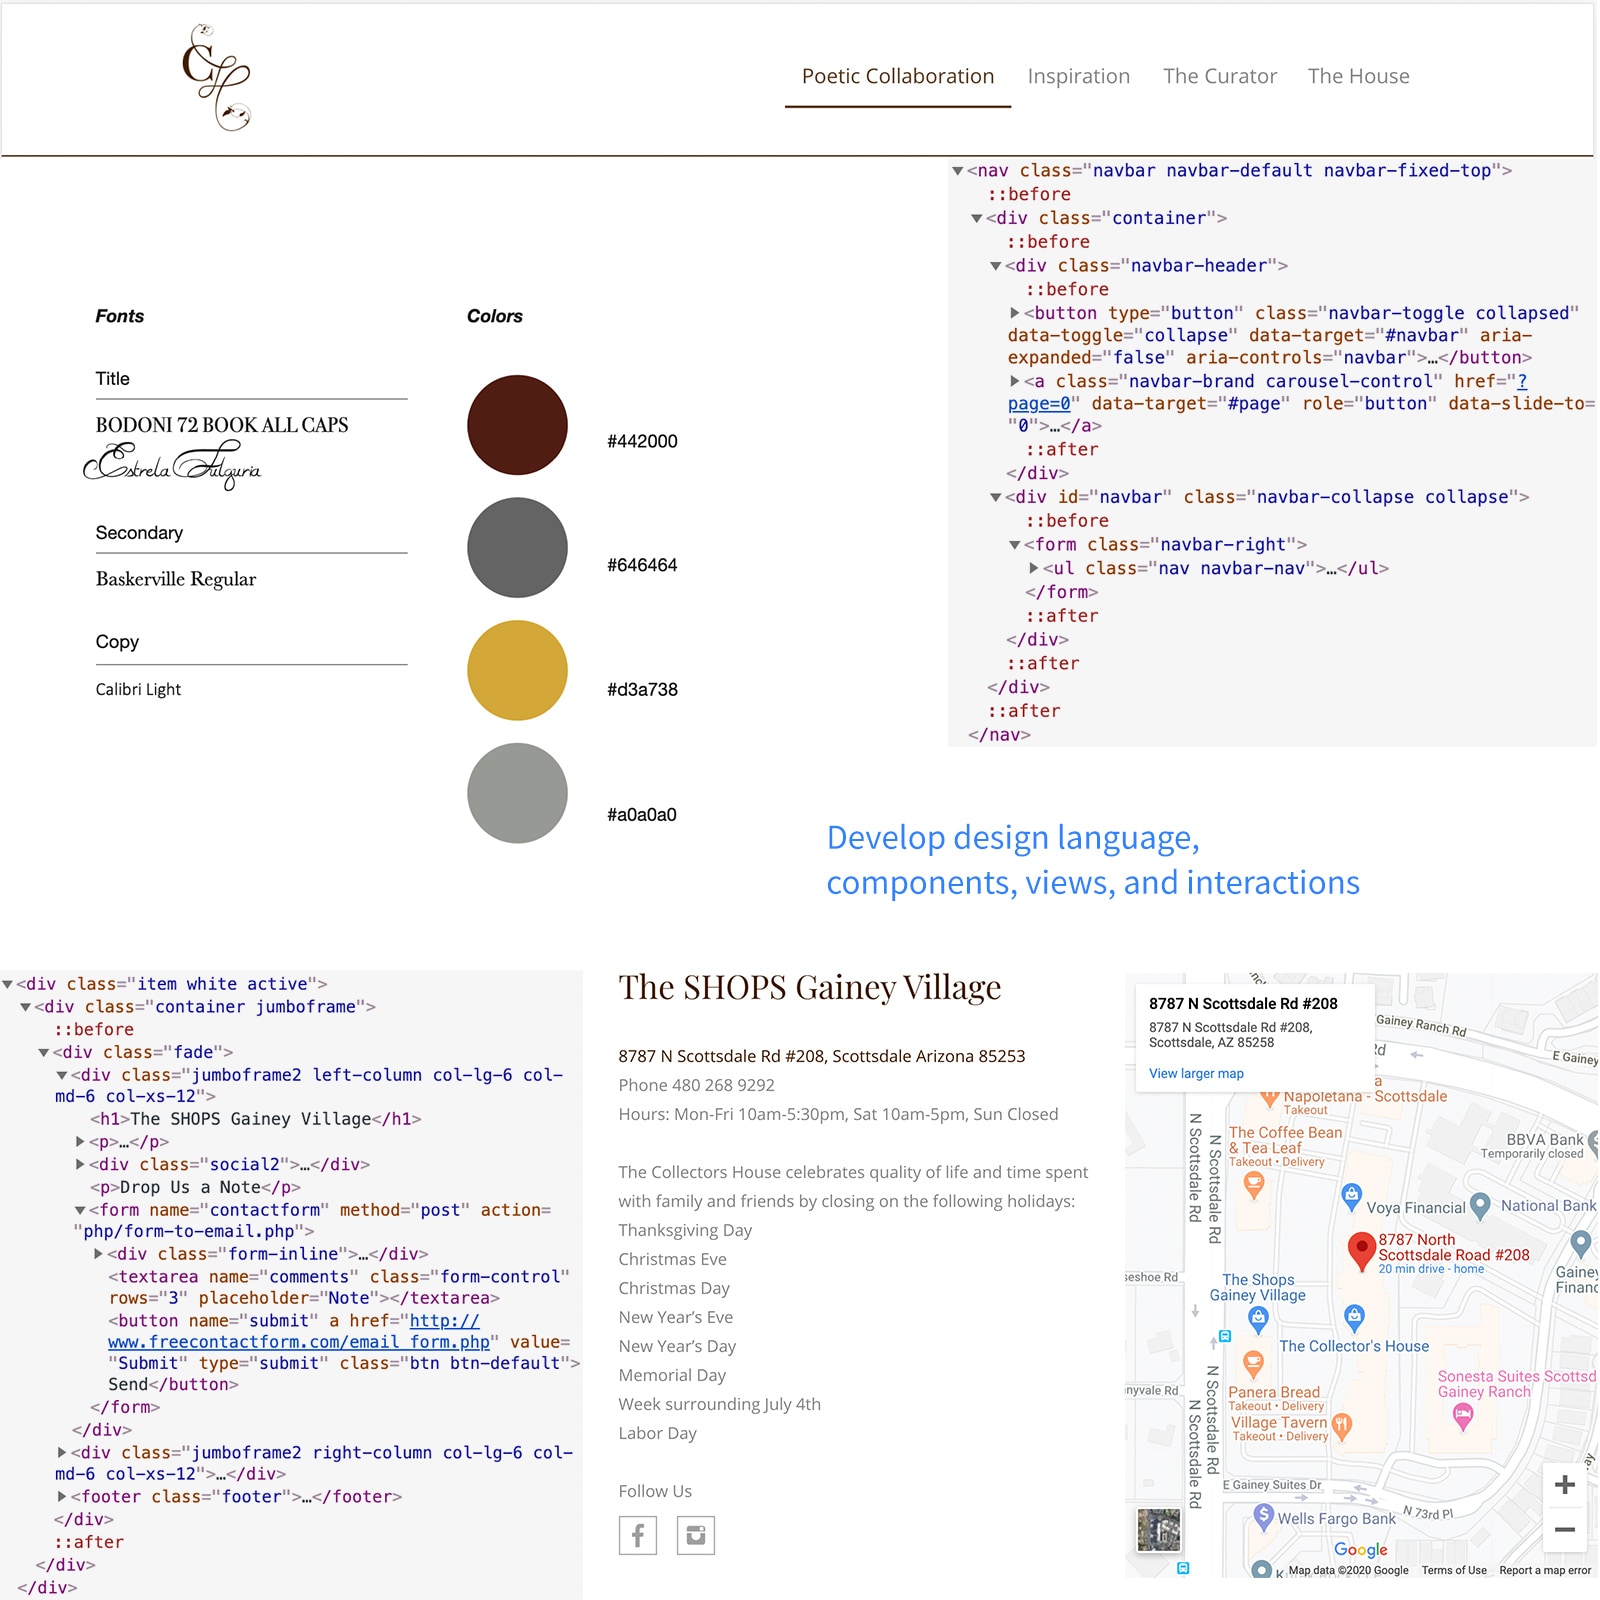 Poetic Collaboration
Inspiration
The Curator
The House
<nav class="navbar navbar-default navbar-fixed-top">
::before
<div class="container">
::before
<div class="navbar-header">
::before
<button type="button" class="navbar-toggle collapsed"
data-toggle="collapse" data-target="#navbar" aria-
expanded="false" aria-controls="navbar">…</button>
<a class="navbar-brand carousel-control" href="?
page=0" data-target="#page" role="button" data-slide-to=
"0">…</a>
::after
</div>
<div id="navbar" class="navbar-collapse collapse">
::before
<form class="navbar-right">
<ul class="nav navbar-nav">…</ul>
</form>
::after
</div>
::after
</div>
::after
</nav>
Fonts
Title
BODONI 72 BOOK ALL CAPS
Estrela Fulguria
Secondary
Baskerville Regular
Copy
Calibri Light
Colors
#442000
#646464
#d3a738
#a0a0a0
Develop design language,
components, views, and interactions
<div class="item white active">
<div class="container jumboframe">
::before
<div class="fade">
<div class="jumboframe2 left-column col-lg-6 col-
md-6 col-xs-12">
<h1>The SHOPS Gainey Village</h1>
<p>…</p>
<div class="social2">…</div>
<p>Drop Us a Note</p>
<form name="contactform" method="post" action=
"php/form-to-email.php">
<div class="form-inline">…</div>
<textarea name="comments" class="form-control"
rows="3" placeholder="Note"></textarea>
<button name="submit" a href="http://
www.freecontactform.com/email_form.php" value=
"Submit" type="submit" class="btn btn-default">
Send</button>
</form>
</div>
<div class="jumboframe2 right-column col-lg-6 col-
md-6 col-xs-12">…</div>
<footer class="footer">…</footer>
</div>
::after
</div>
</div>
The SHOPS Gainey Village
8787 N Scottsdale Rd #208, Scottsdale Arizona 85253
Phone 480 268 9292
Hours: Mon-Fri 10am-5:30pm, Sat 10am-5pm, Sun Closed
The Collectors House celebrates quality of life and time spent
with family and friends by closing on the following holidays:
Thanksgiving Day
Christmas Eve
Christmas Day
New Year's Eve
New Year's Day
Memorial Day
Week surrounding July 4th
Labor Day
Follow Us
8787 N Scottsdale Rd #208
8787 N Scottsdale Rd #208,
Scottsdale, AZ 85258
View larger map
Gainey Ranch Rd
Rd
E Gainey
Napoletana - Scottsdale
Takeout
The Coffee Bean
& Tea Leaf
Takeout • Delivery
BBVA Bank
Temporarily closed
N Scottsdale Rd
N Scottsdale Rd
Voya Financial
National Bank
8787 North
Scottsdale Road #208
20 min drive - home
Gainey
Financ
seshoe Rd
The Shops
Gainey Village
The Collector's House
Sonesta Suites Scottsd
Gainey Ranch
nyvale Rd
Panera Bread
Takeout • Delivery
Village Tavern
Takeout • Delivery
N Scottsdale Rd
N Scottsdale Rd
E Gainey Suites Dr
N 73rd Pl
Wells Fargo Bank
Google
Map data ©2020 Google
Terms of Use
Report a map error